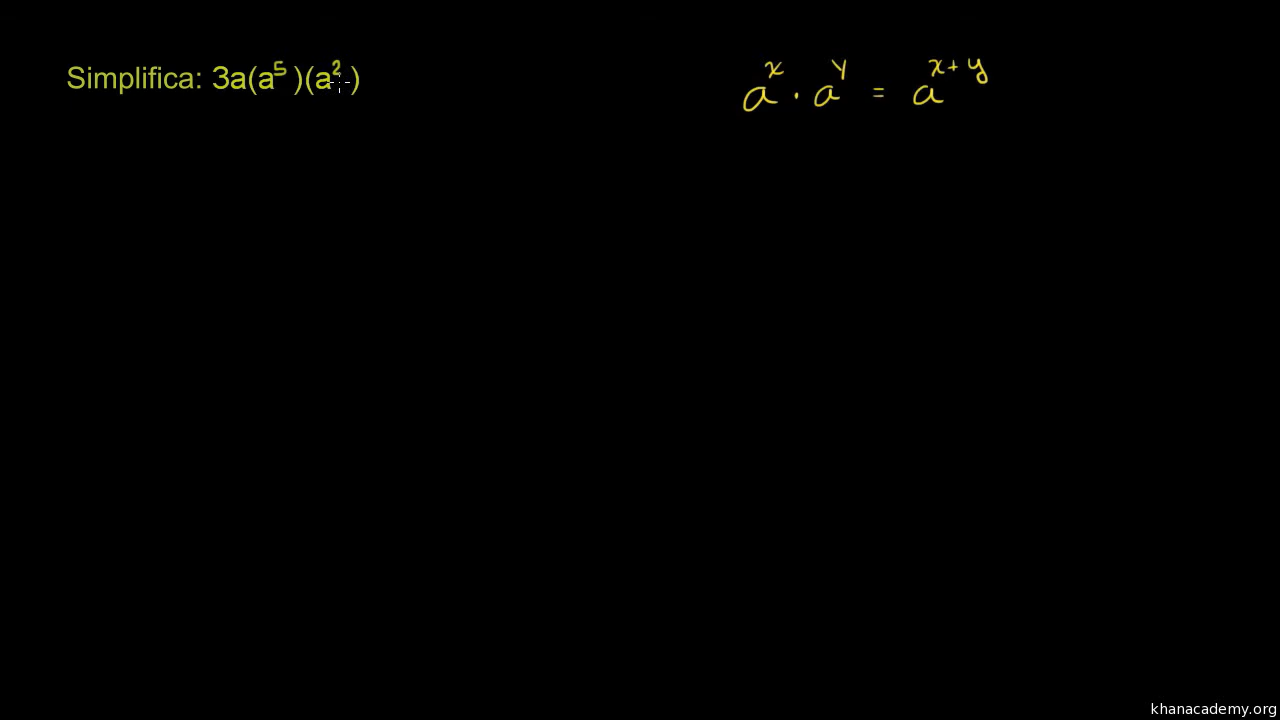 Simplifica: 3a(a⁵)(a²)
aˣ · aʸ = aˣ⁺ʸ
khanacademy.org